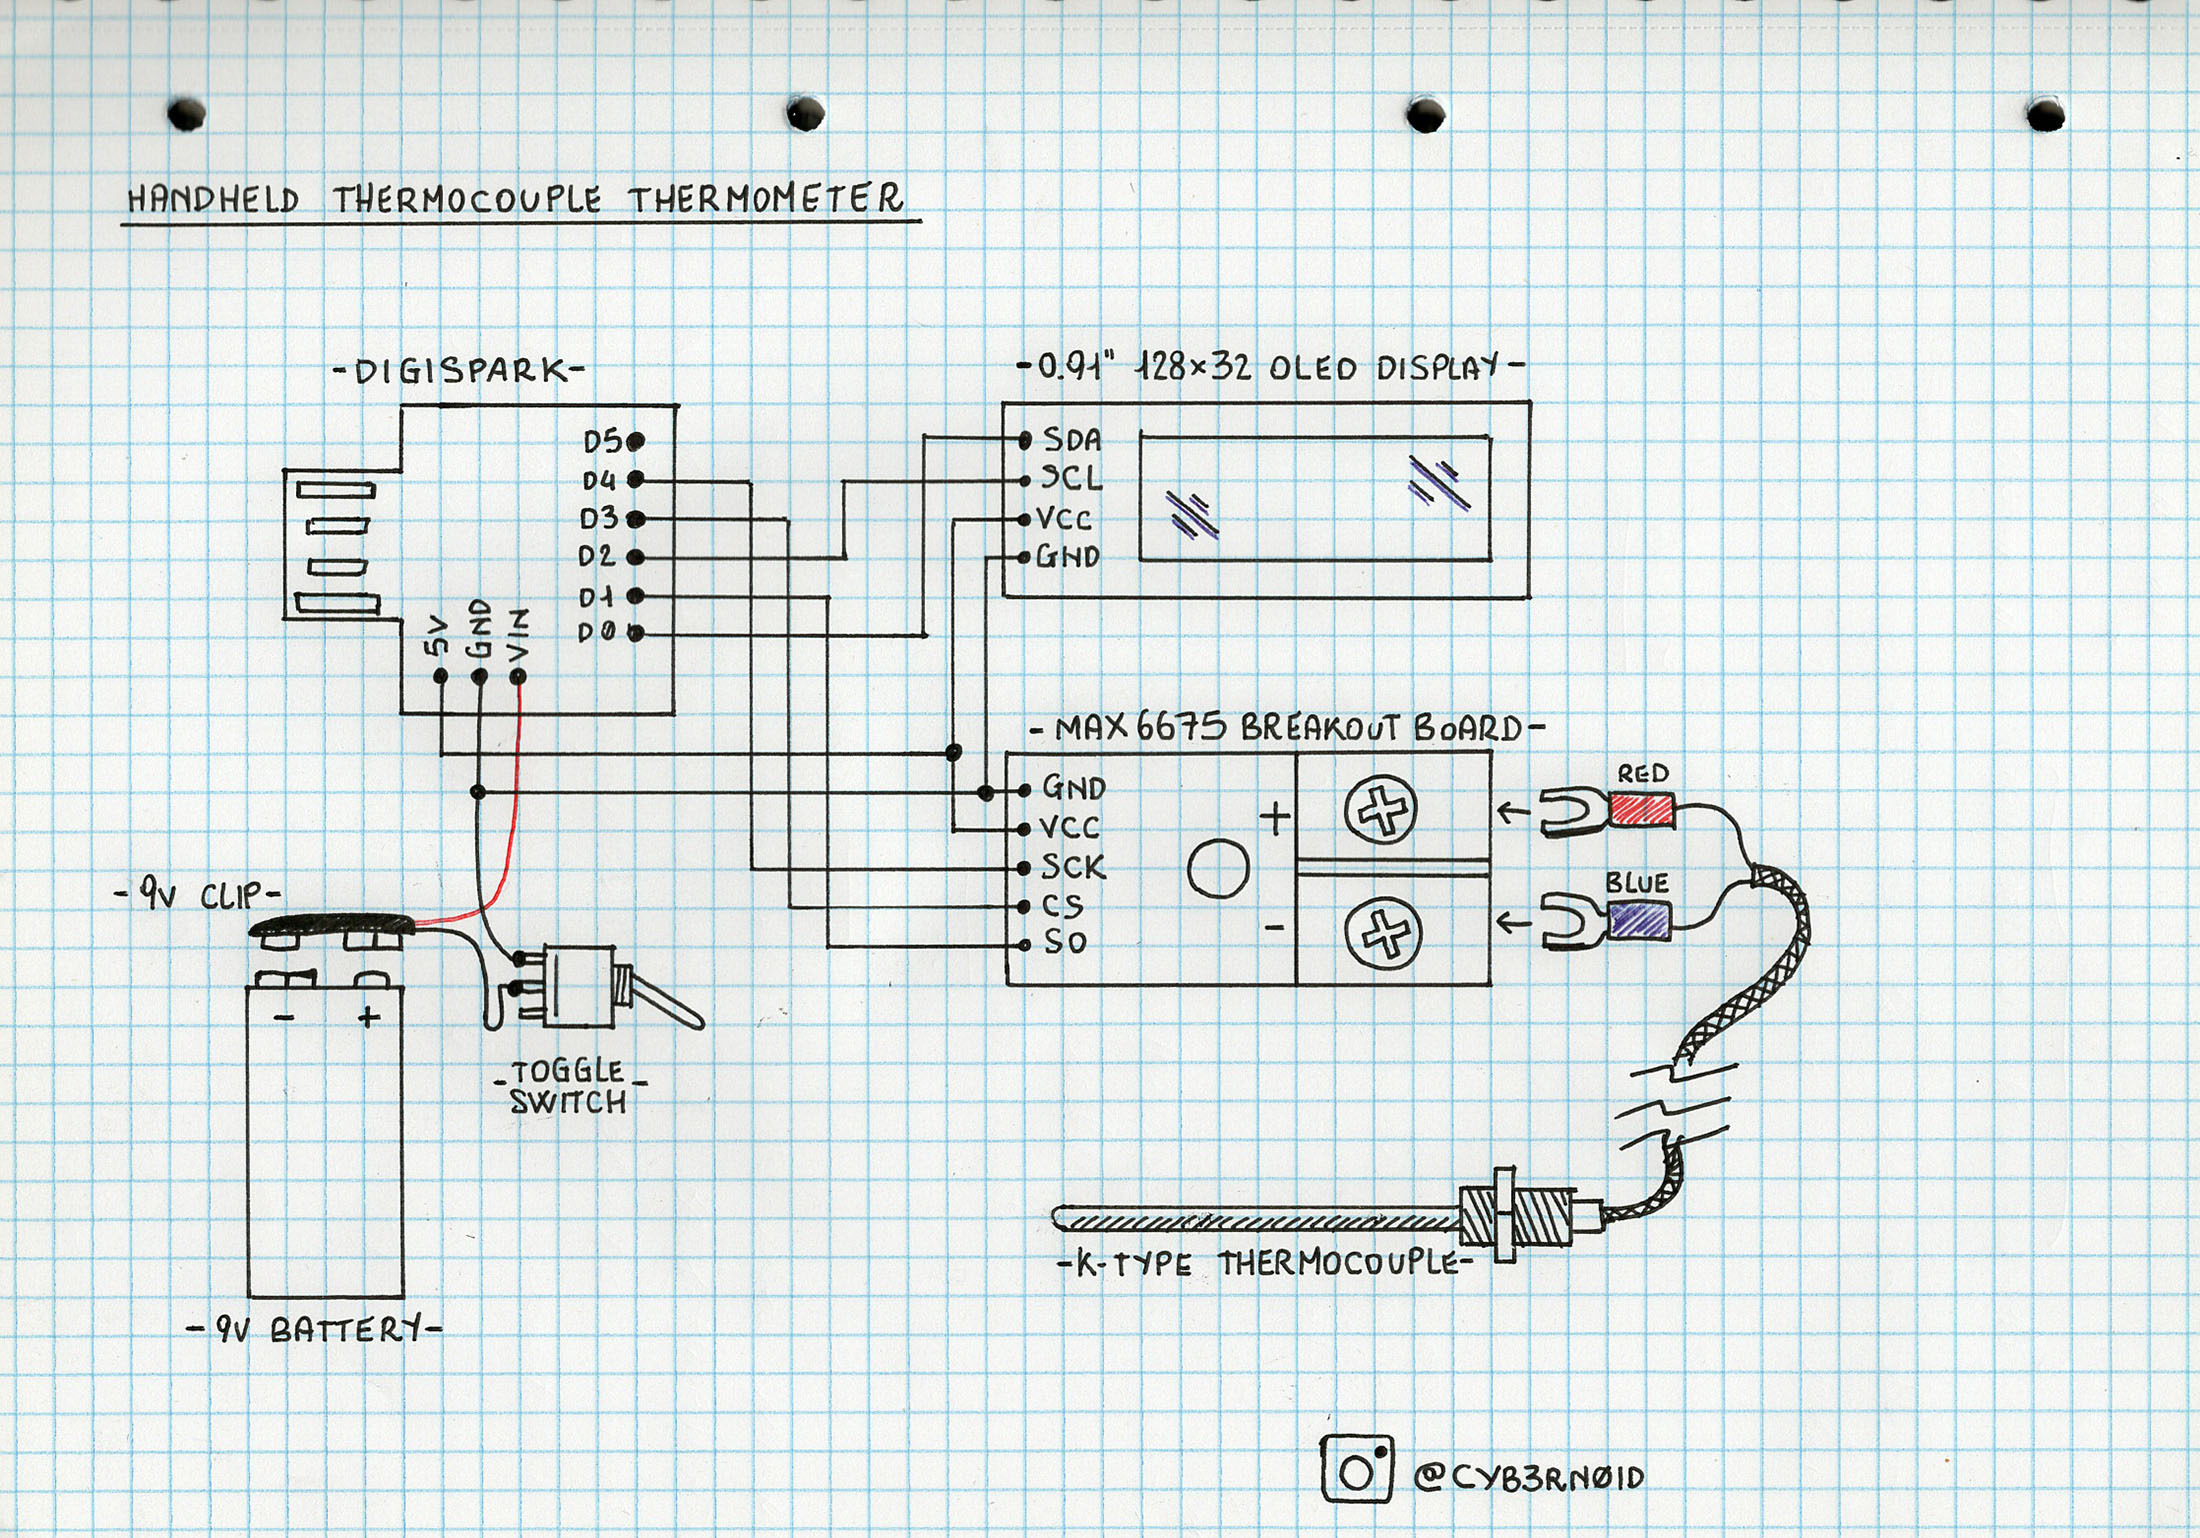 HANDHELD THERMOCOUPLE THERMOMETER
-DIGISPARK-
D5
D4
D3
D2
D1
D0
5V
GND
VIN
-0.91" 128×32 OLED DISPLAY-
SDA
SCL
VCC
GND
-MAX6675 BREAKOUT BOARD-
GND
VCC
SCK
CS
SO
+
-
RED
BLUE
-9V CLIP-
- +
-TOGGLE-
SWITCH
-9V BATTERY-
-K-TYPE THERMOCOUPLE-
@CYB3RNØID